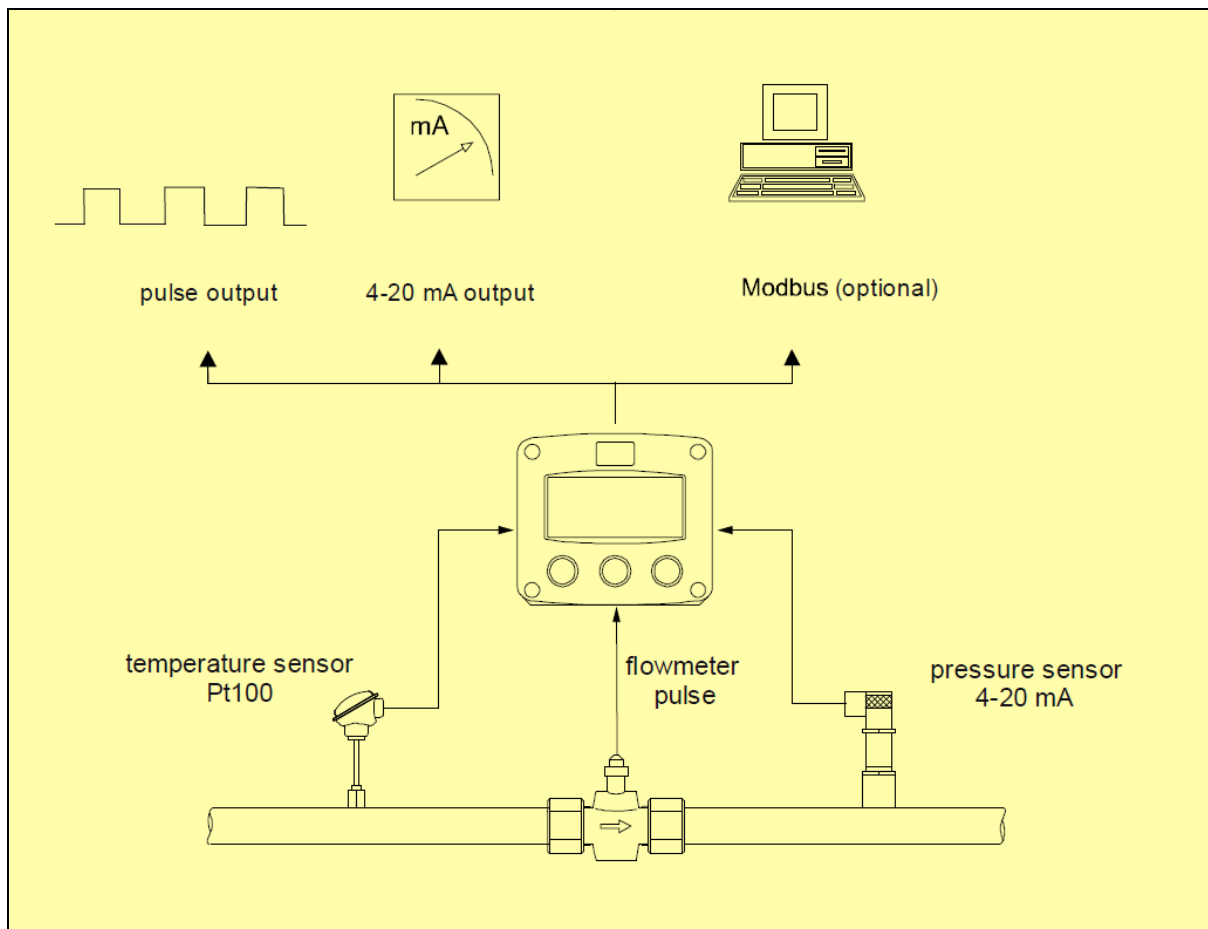 mA
pulse output
4-20 mA output
Modbus (optional)
temperature sensor
Pt100
flowmeter
pulse
pressure sensor
4-20 mA